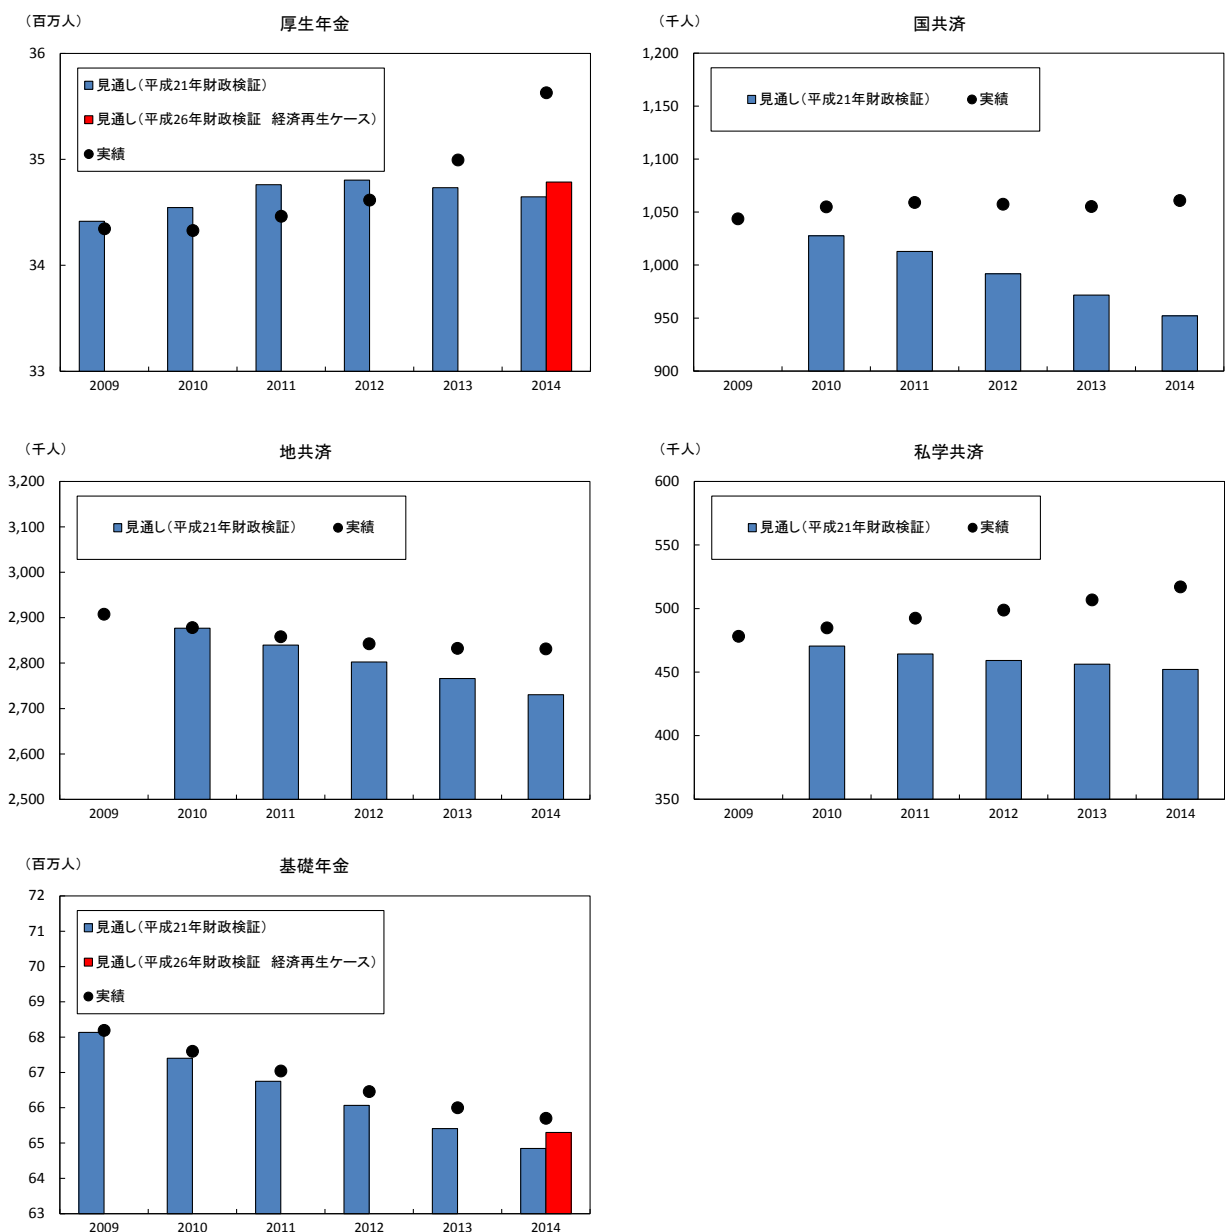 （百万人）
厚生年金
36
35
34
33
見通し（平成21年財政検証）
見通し（平成26年財政検証　経済再生ケース）
実績
2009 2010 2011 2012 2013 2014
（千人）
国共済
1,200
1,150
1,100
1,050
1,000
950
900
見通し（平成21年財政検証） 実績
2009 2010 2011 2012 2013 2014
（千人）
地共済
3,200
3,100
3,000
2,900
2,800
2,700
2,600
2,500
見通し（平成21年財政検証） 実績
2009 2010 2011 2012 2013 2014
（千人）
私学共済
600
550
500
450
400
350
見通し（平成21年財政検証） 実績
2009 2010 2011 2012 2013 2014
（百万人）
基礎年金
72
71
70
69
68
67
66
65
64
63
見通し（平成21年財政検証）
見通し（平成26年財政検証　経済再生ケース）
実績
2009 2010 2011 2012 2013 2014